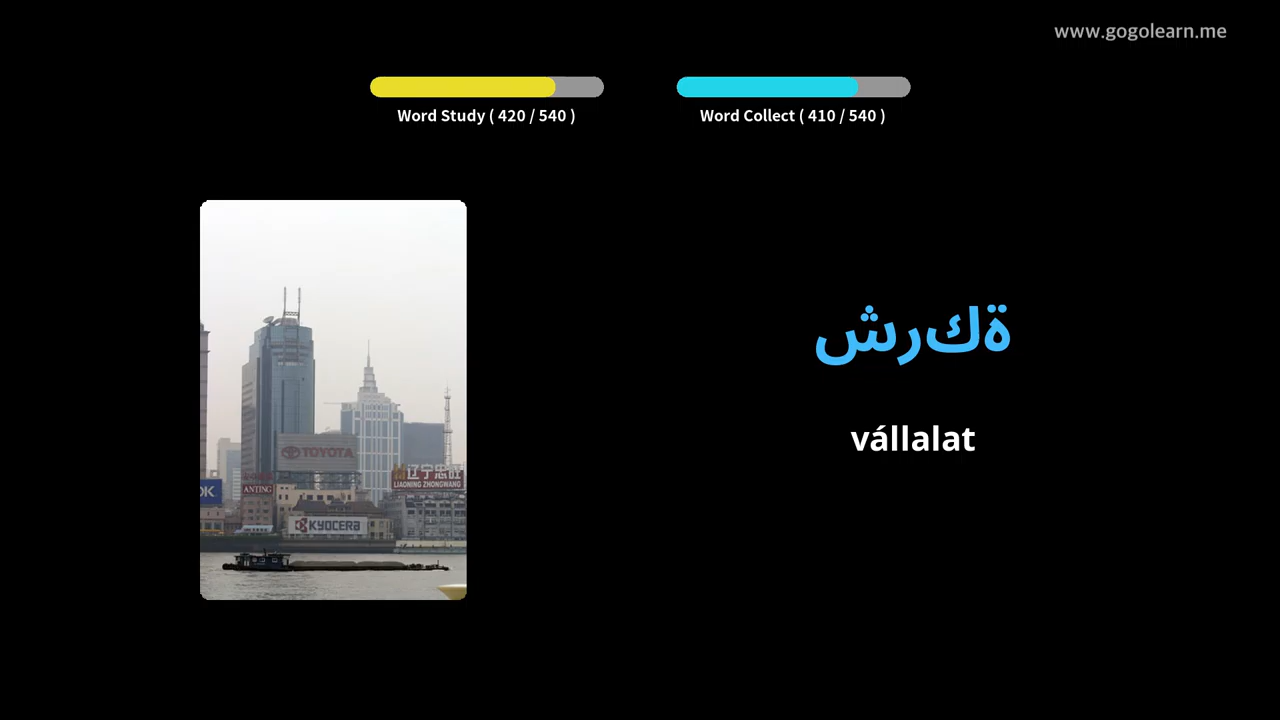 www.gogolearn.me
Word Study ( 420 / 540 )
Word Collect ( 410 / 540 )
شركة
vállalat
TOYOTA
辽宁忠旺
LIAONING ZHONGWANG
OK
ANTING
KYOCERA